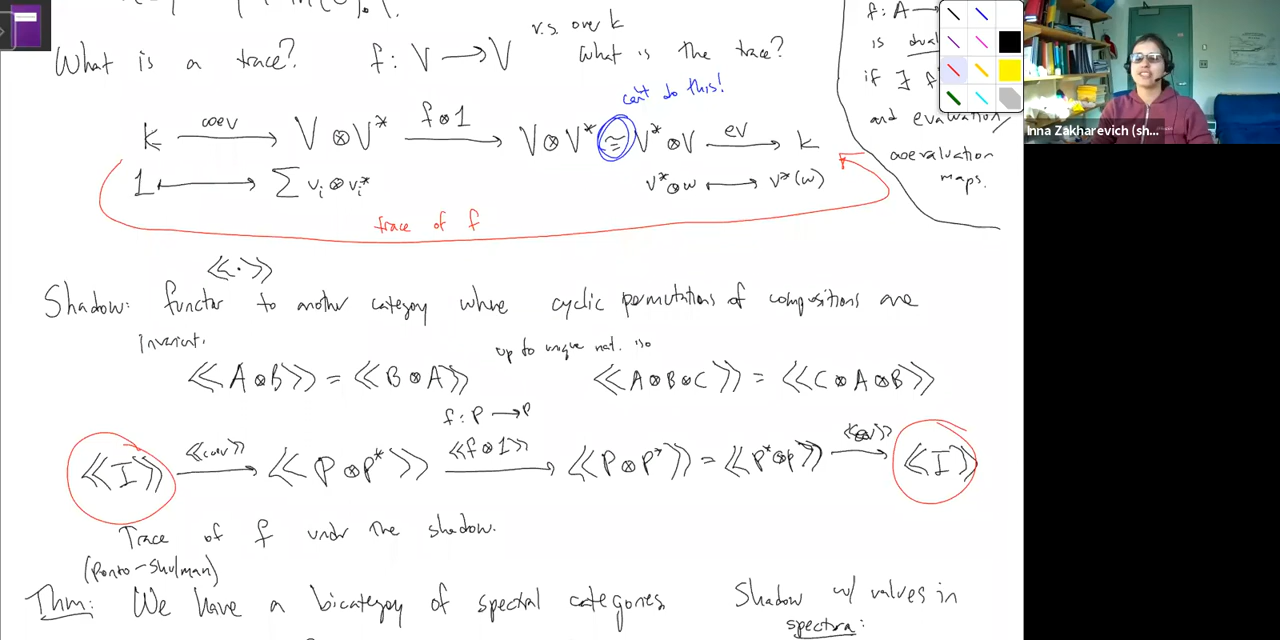 What is a trace? f: V → V v.s. over k What is the trace?
can't do this!
k →(coev) V ⊗ V* →(f⊗1) V ⊗ V* ≅ V* ⊗ V →(ev) k
1 ↦ Σ vᵢ ⊗ vᵢ* v* ⊗ w ↦ v*(w)
trace of f
f: A →
is dual
if ∃ f
and evaluation/
coevaluation
maps.
Inna Zakharevich (sh...
≪·≫
Shadow: functor to another category where cyclic permutations of compositions are
invariant.
up to unique nat. iso
≪A⊗B≫ = ≪B⊗A≫ ≪A⊗B⊗C≫ = ≪C⊗A⊗B≫
f: P → P
≪I≫ →(≪coev≫) ≪P⊗P*≫ →(≪f⊗1≫) ≪P⊗P*≫ = ≪P*⊗P≫ →(≪ev≫) ≪I≫
Trace of f under the shadow.
(Ponto-Shulman)
Thm: We have a bicategory of spectral categories
Shadow w/ values in
spectra: